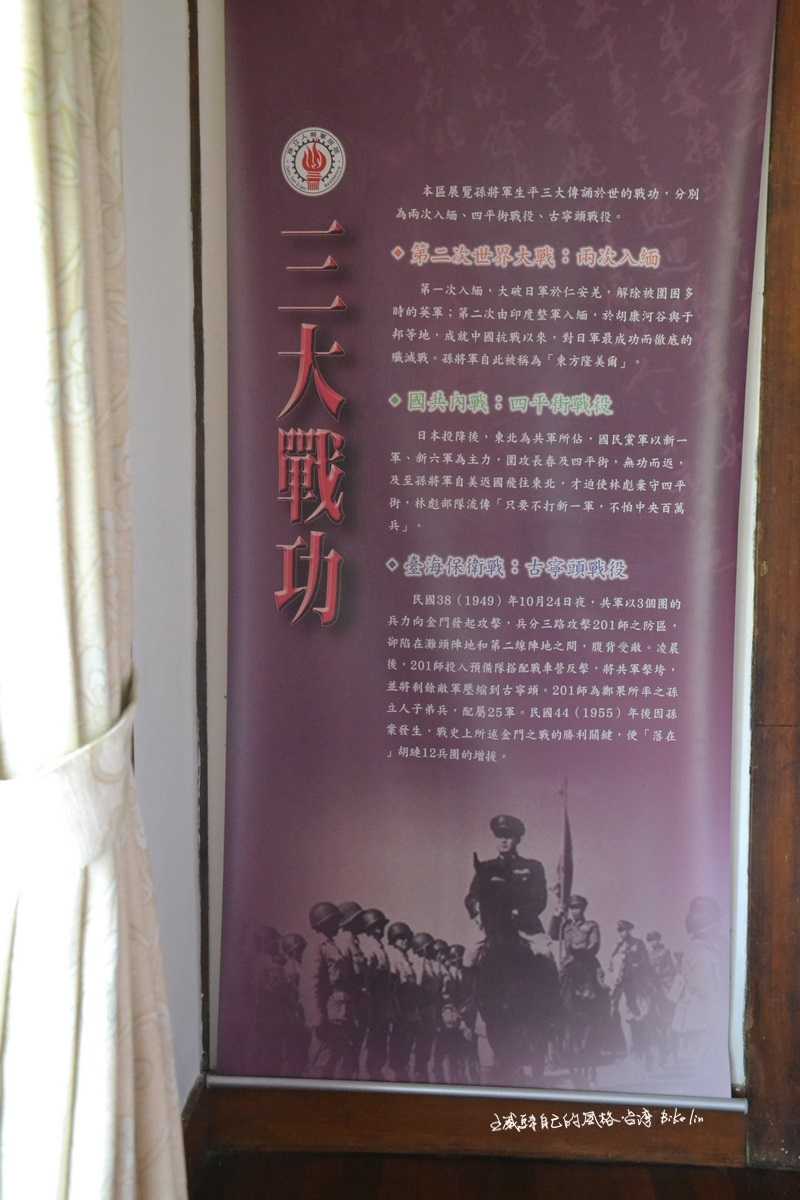 三大戰功
本區展覽孫將軍生平三大傳誦於世的戰功,分別
為兩次入緬、四平街戰役、古寧頭戰役。
第二次世界大戰:兩次入緬
第一次入緬,大破日軍於仁安羌,解除被圍困多
時的英軍;第二次由印度整軍入緬,於胡康河谷與于
邦等地,成就中國抗戰以來,對日軍最成功而徹底的
殲滅戰。孫將軍自此被稱為「東方隆美爾」。
國共內戰:四平街戰役
日本投降後,東北為共軍所佔,國民黨軍以新一
軍、新六軍為主力,圍攻長春及四平街,無功而返,
及至孫將軍自美返國飛往東北,才迫使林彪棄守四平
街,林彪部隊流傳「只要不打新一軍,不怕中央百萬
兵」。
臺海保衛戰:古寧頭戰役
民國38(1949)年10月24日夜,共軍以3個團的
兵力向金門發起攻擊,兵分三路攻擊201師之防區,
卻陷在灘頭陣地和第二線陣地之間,腹背受敵。凌晨
後,201師投入預備隊搭配戰車營反擊,將共軍擊垮,
並將剩餘敵軍壓縮到古寧頭。201師為鄭果所率之孫
立人子弟兵,配屬25軍。民國44(1955)年後因孫
案發生,戰史上所述金門之戰的勝利關鍵,便「落在
」胡璉12兵團的增援。
自己的風格 台灣 Biko lin